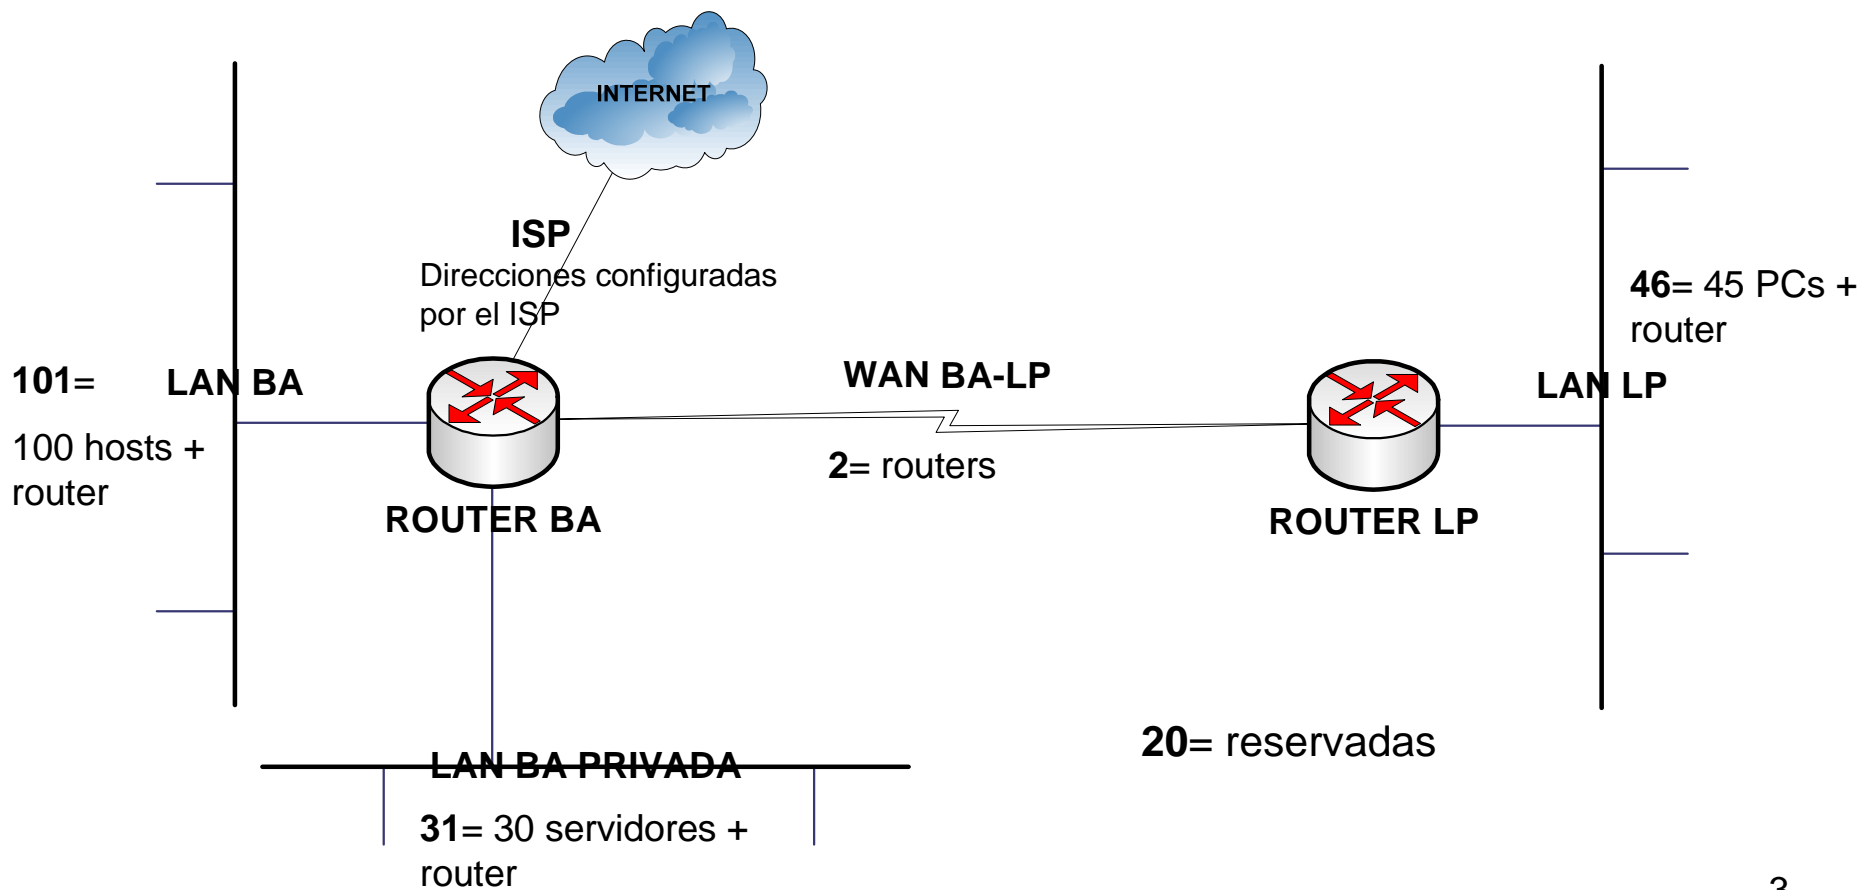 INTERNET
ISP
Direcciones configuradas
por el ISP
101=
LAN BA
100 hosts +
router
ROUTER BA
WAN BA-LP
2= routers
ROUTER LP
LAN LP
46= 45 PCs +
router
LAN BA PRIVADA
31= 30 servidores +
router
20= reservadas
3